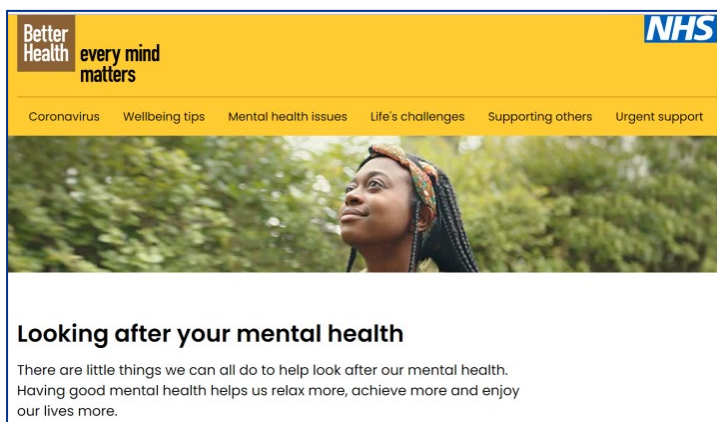 Better
Health
every mind
matters
NHS
Coronavirus Wellbeing tips Mental health issues Life's challenges Supporting others Urgent support
Looking after your mental health
There are little things we can all do to help look after our mental health.
Having good mental health helps us relax more, achieve more and enjoy
our lives more.